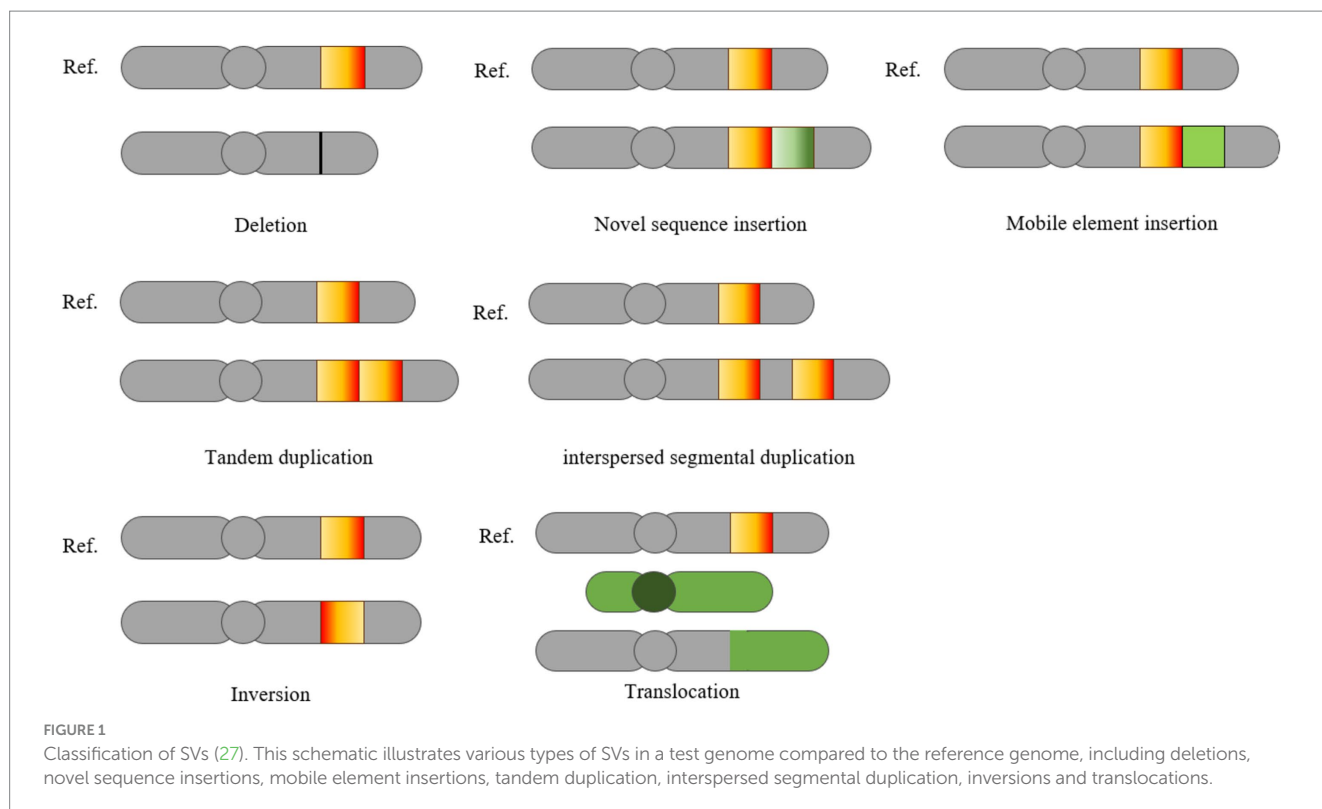 Ref.
Ref.
Ref.
Deletion
Novel sequence insertion
Mobile element insertion
Ref.
Ref.
Tandem duplication
interspersed segmental duplication
Ref.
Ref.
Inversion
Translocation
FIGURE 1
Classification of SVs (27). This schematic illustrates various types of SVs in a test genome compared to the reference genome, including deletions,
novel sequence insertions, mobile element insertions, tandem duplication, interspersed segmental duplication, inversions and translocations.